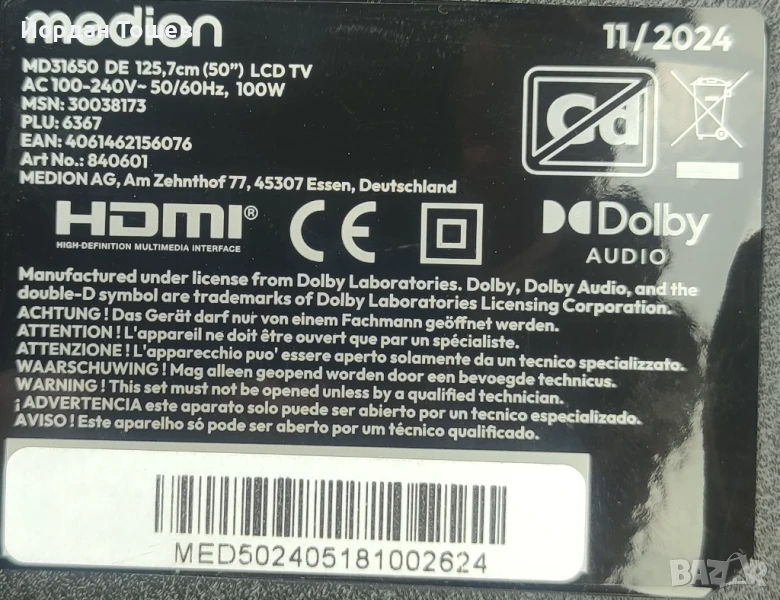 Йордан Тошев
medion
11/2024
MD31650 DE 125,7cm (50") LCD TV
AC 100-240V~ 50/60Hz, 100W
MSN: 30038173
PLU: 6367
EAN: 4061462156076
Art No.: 840601
MEDION AG, Am Zehnthof 77, 45307 Essen, Deutschland
Cd
HDMI®
HIGH-DEFINITION MULTIMEDIA INTERFACE
CE
Dolby
AUDIO
Manufactured under license from Dolby Laboratories. Dolby, Dolby Audio, and the
double-D symbol are trademarks of Dolby Laboratories Licensing Corporation.
ACHTUNG! Das Gerät darf nur von einem Fachmann geöffnet werden.
ATTENTION! L'appareil ne doit être ouvert que par un spécialiste.
ATTENZIONE! L'apparecchio puo' essere aperto solamente da un tecnico specializzato.
WAARSCHUWING! Mag alleen geopend worden door een bevoegde technicus.
WARNING! This set must not be opened unless by a qualified technician.
¡ADVERTENCIA este aparato solo puede ser abierto por un tecnico especializado.
AVISO! Este aparelho só pode ser aberto por um técnico qualificado.
MED502405181002624
BAZAR